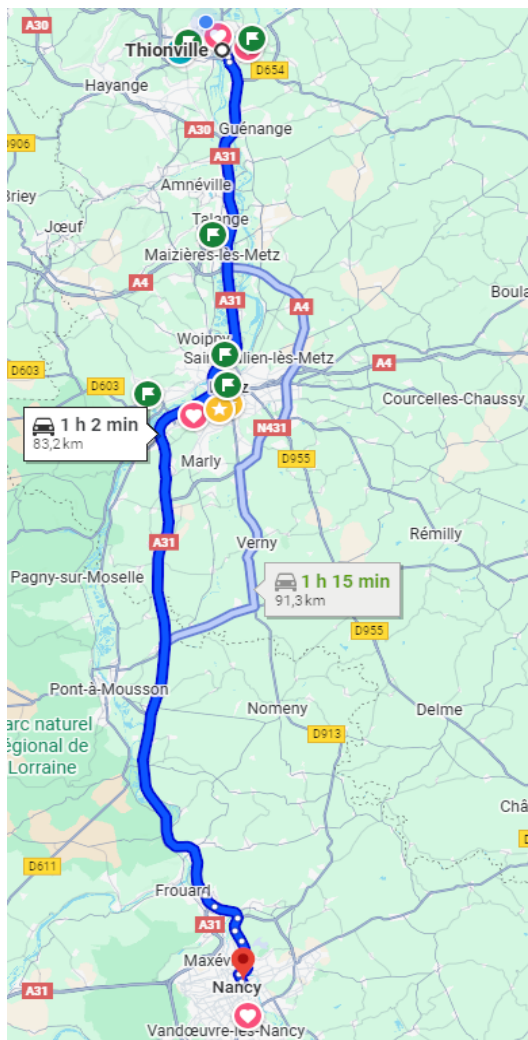 A30
Thionville
D654
Hayange
A30
Guénange
D906
A31
Amnéville
Briey
Talange
Jœuf
Maizières-lès-Metz
A4
A31
A4
Boula
Woippy
Saint-Julien-lès-Metz
A4
D603
D603
Courcelles-Chaussy
1 h 2 min
83,2 km
N431
Marly
D955
A31
Verny
Rémilly
Pagny-sur-Moselle
1 h 15 min
91,3 km
D955
Pont-à-Mousson
Nomeny
Delme
arc naturel
égional de
Lorraine
D913
Châ
D611
Frouard
A31
Maxévi
A31
Nancy
Vandœuvre-lès-Nancy